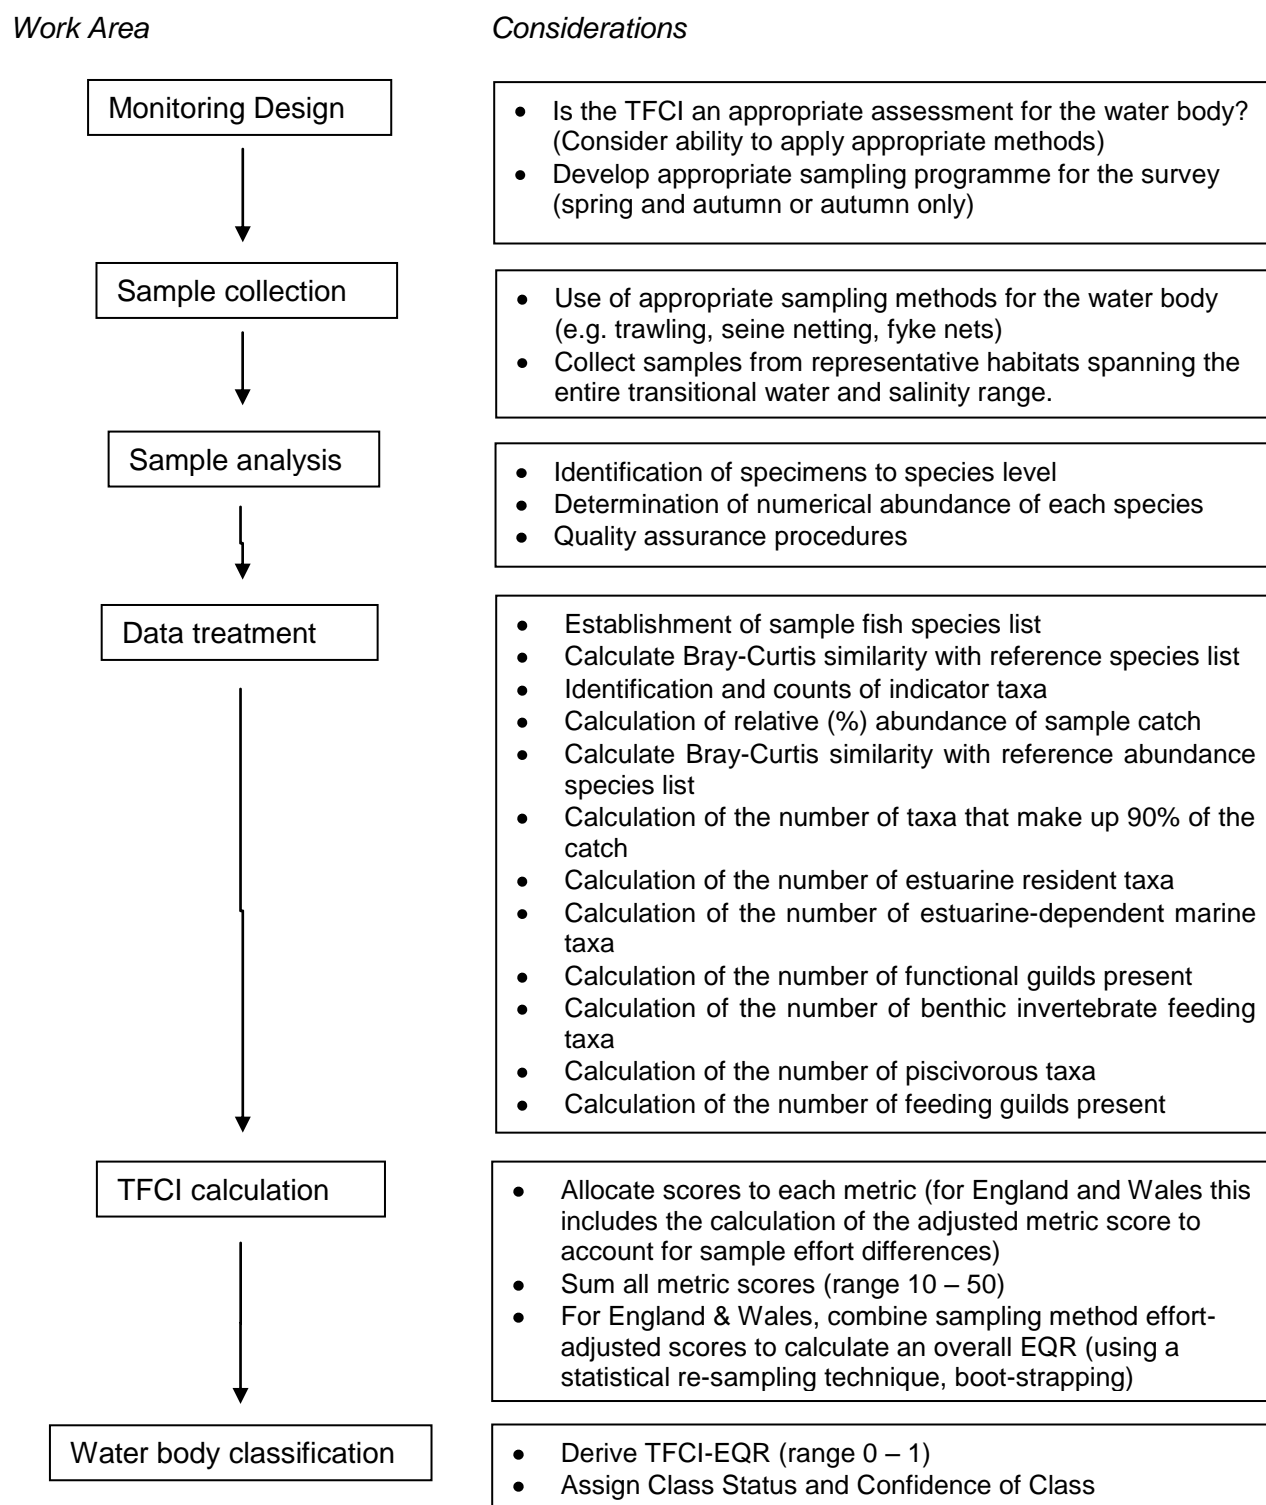 Work Area
Considerations
Monitoring Design
• Is the TFCI an appropriate assessment for the water body?
(Consider ability to apply appropriate methods)
• Develop appropriate sampling programme for the survey
(spring and autumn or autumn only)
Sample collection
• Use of appropriate sampling methods for the water body
(e.g. trawling, seine netting, fyke nets)
• Collect samples from representative habitats spanning the
entire transitional water and salinity range.
Sample analysis
• Identification of specimens to species level
• Determination of numerical abundance of each species
• Quality assurance procedures
Data treatment
• Establishment of sample fish species list
• Calculate Bray-Curtis similarity with reference species list
• Identification and counts of indicator taxa
• Calculation of relative (%) abundance of sample catch
• Calculate Bray-Curtis similarity with reference abundance
species list
• Calculation of the number of taxa that make up 90% of the
catch
• Calculation of the number of estuarine resident taxa
• Calculation of the number of estuarine-dependent marine
taxa
• Calculation of the number of functional guilds present
• Calculation of the number of benthic invertebrate feeding
taxa
• Calculation of the number of piscivorous taxa
• Calculation of the number of feeding guilds present
TFCI calculation
• Allocate scores to each metric (for England and Wales this
includes the calculation of the adjusted metric score to
account for sample effort differences)
• Sum all metric scores (range 10 – 50)
• For England & Wales, combine sampling method effort-
adjusted scores to calculate an overall EQR (using a
statistical re-sampling technique, boot-strapping)
Water body classification
• Derive TFCI-EQR (range 0 – 1)
• Assign Class Status and Confidence of Class